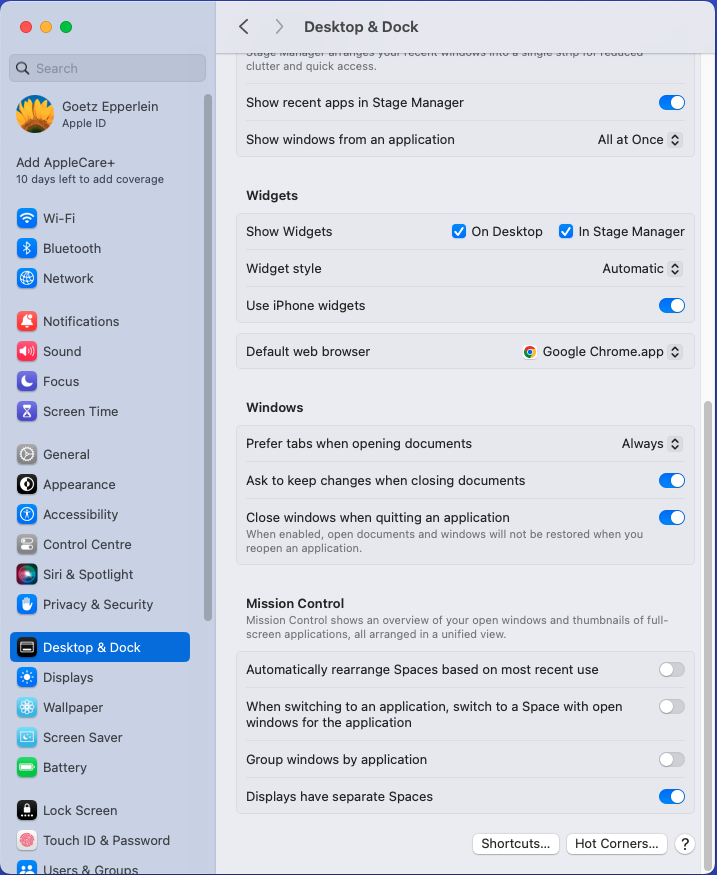 Desktop & Dock
Search
Goetz Epperlein
Apple ID
Add AppleCare+
10 days left to add coverage
Wi-Fi
Bluetooth
Network
Notifications
Sound
Focus
Screen Time
General
Appearance
Accessibility
Control Centre
Siri & Spotlight
Privacy & Security
Desktop & Dock
Displays
Wallpaper
Screen Saver
Battery
Lock Screen
Touch ID & Password
Users & Groups
Stage Manager arranges your recent windows into a single strip for reduced
clutter and quick access.
Show recent apps in Stage Manager
Show windows from an application All at Once
Widgets
Show Widgets On Desktop In Stage Manager
Widget style Automatic
Use iPhone widgets
Default web browser Google Chrome.app
Windows
Prefer tabs when opening documents Always
Ask to keep changes when closing documents
Close windows when quitting an application
When enabled, open documents and windows will not be restored when you
reopen an application.
Mission Control
Mission Control shows an overview of your open windows and thumbnails of full-
screen applications, all arranged in a unified view.
Automatically rearrange Spaces based on most recent use
When switching to an application, switch to a Space with open
windows for the application
Group windows by application
Displays have separate Spaces
Shortcuts... Hot Corners... ?